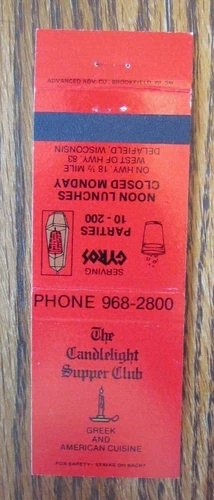 The
Candlelight
Supper Club
GREEK
AND
AMERICAN CUISINE
FOR SAFETY - STRIKE ON BACK
PHONE 968-2800
SERVING
GYROS
PARTIES
10 - 200
NOON LUNCHES
CLOSED MONDAY
ON HWY 18 ½ MILE
WEST OF HWY. 83
DELAFIELD, WISCONSIN
ADVANCED ADV. CO., BROOKFIELD, WI